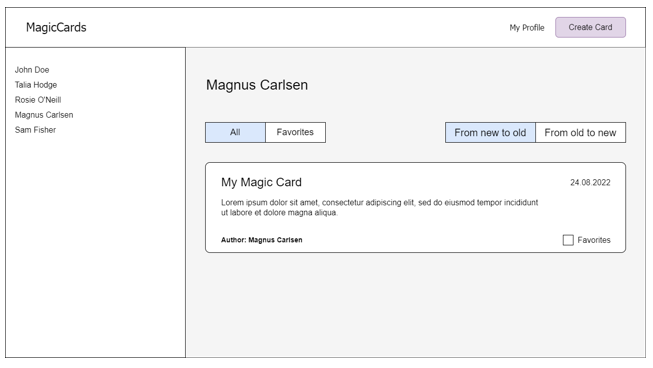 MagicCards
My Profile
Create Card
John Doe
Talia Hodge
Rosie O'Neill
Magnus Carlsen
Sam Fisher
Magnus Carlsen
All
Favorites
From new to old
From old to new
My Magic Card
24.08.2022
Lorem ipsum dolor sit amet, consectetur adipiscing elit, sed do eiusmod tempor incididunt
ut labore et dolore magna aliqua.
Author: Magnus Carlsen
Favorites